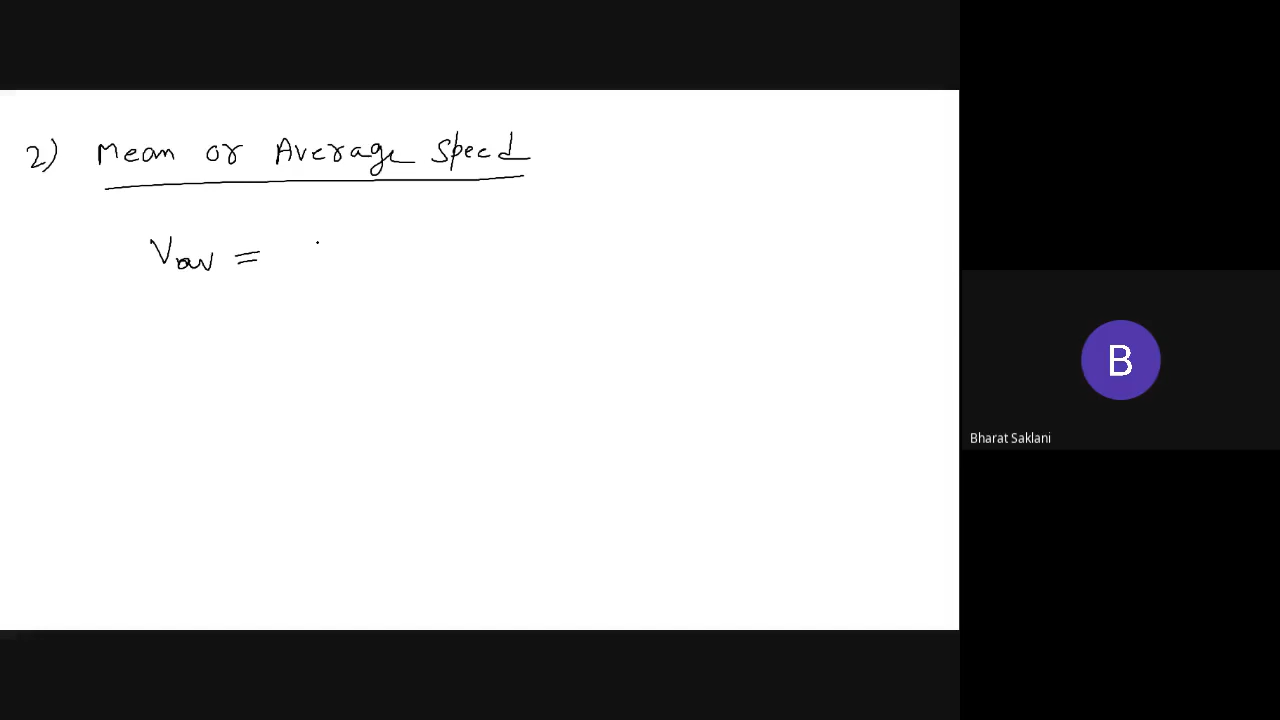 2) Mean or Average Speed
Vav =
B
Bharat Saklani